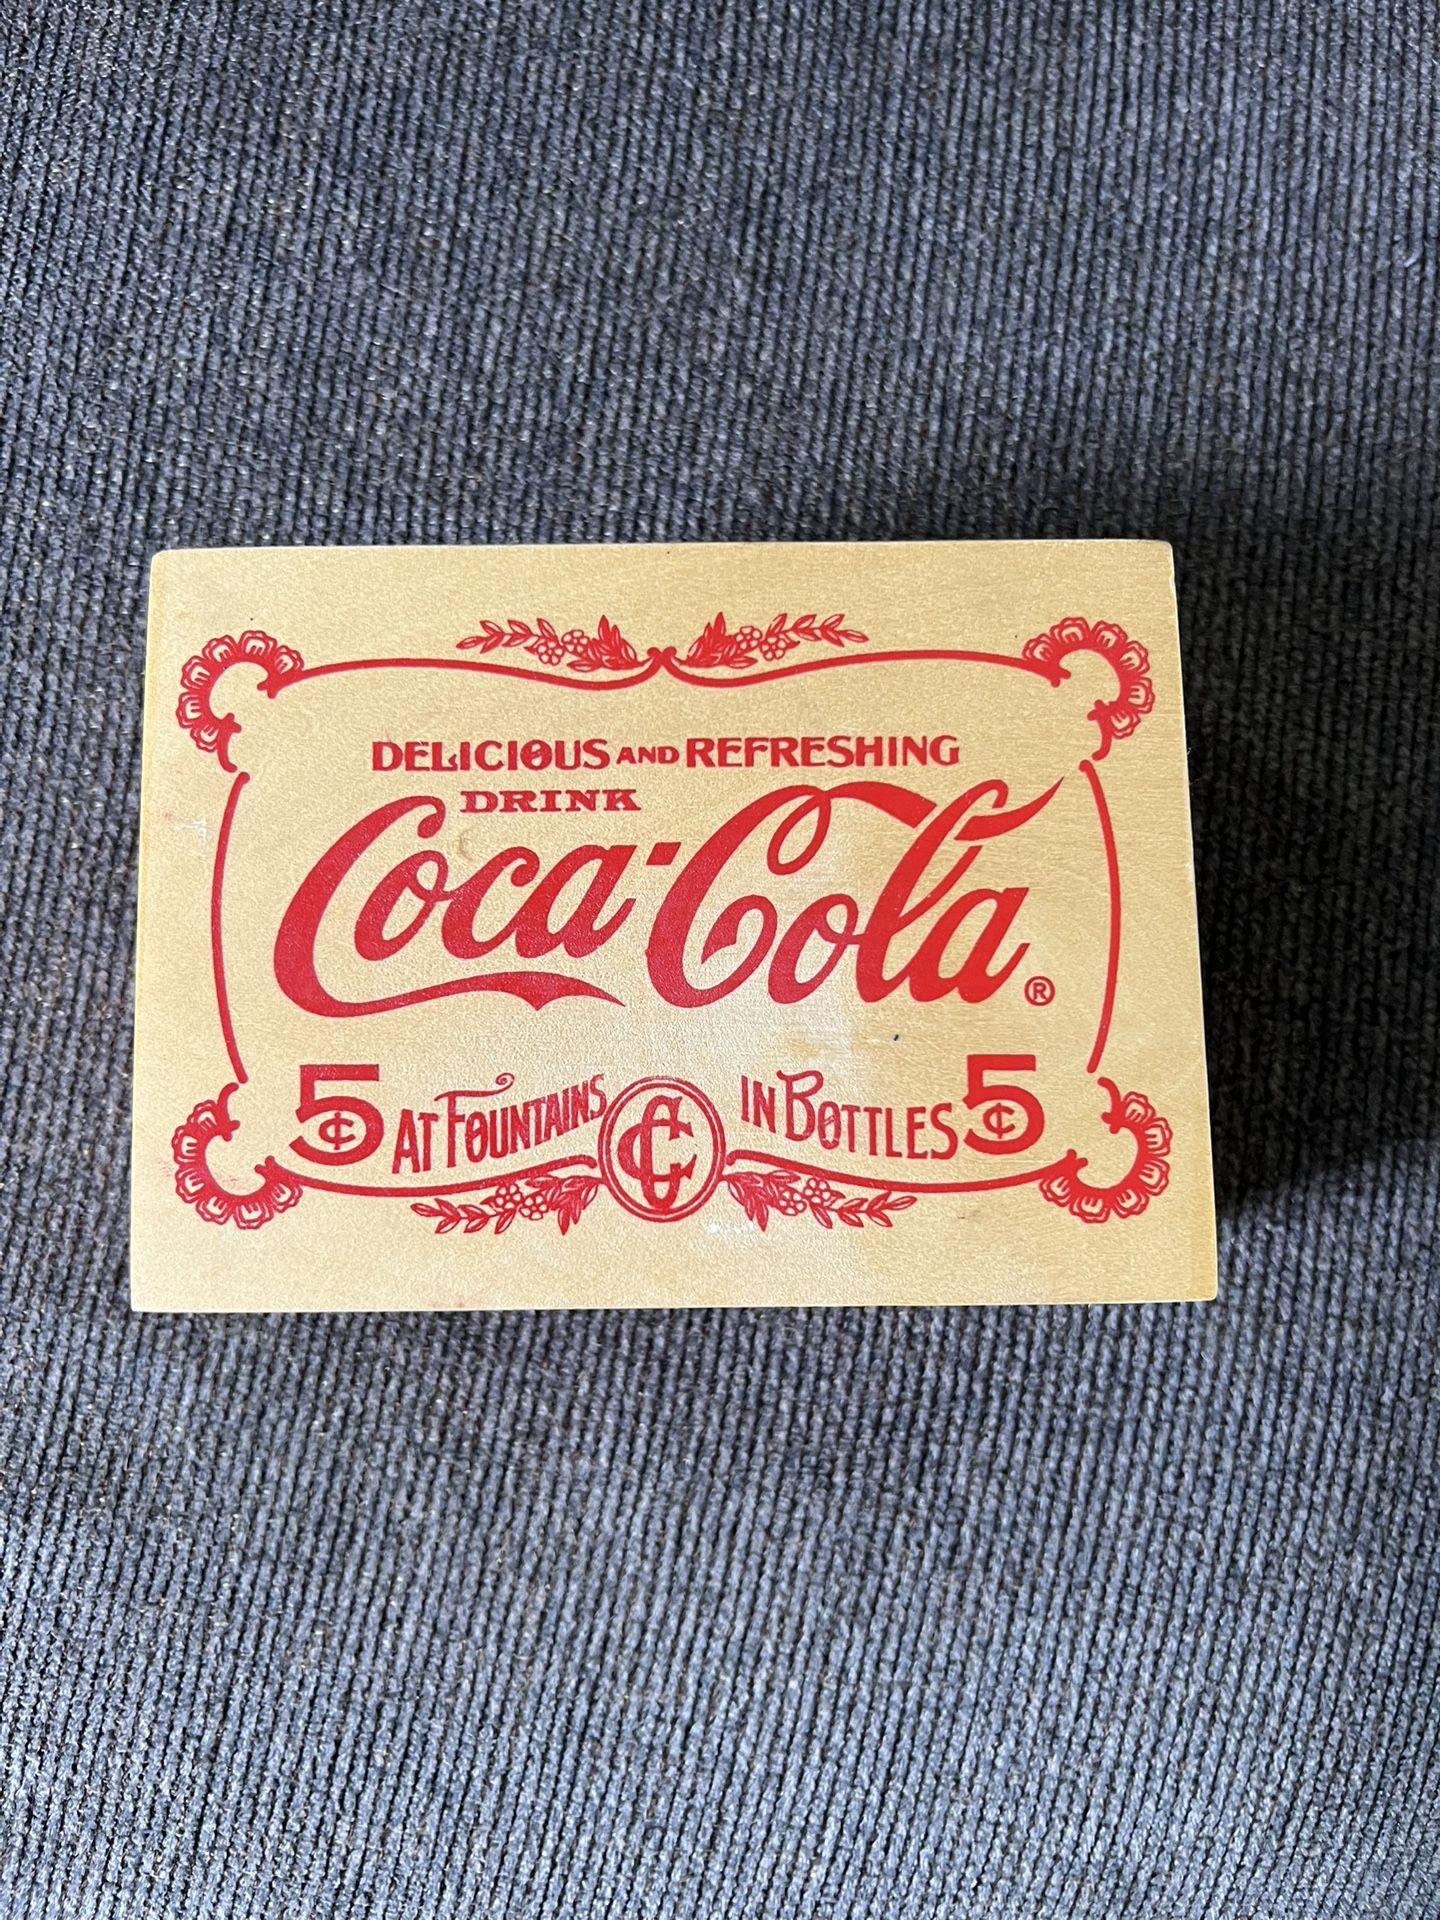 DELICIOUS AND REFRESHING
DRINK
Coca-Cola ®
5¢ AT FOUNTAINS CC IN BOTTLES 5¢